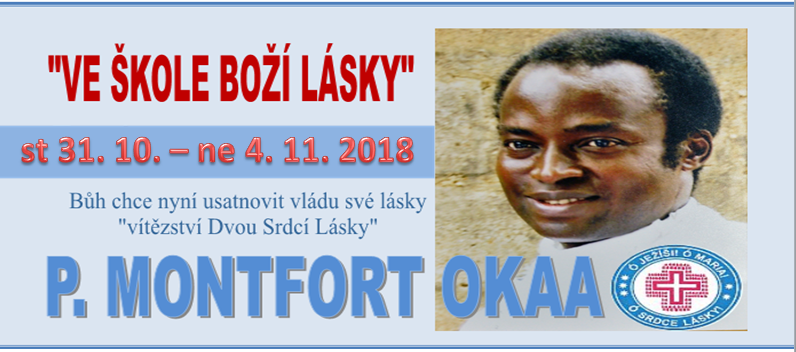 "VE ŠKOLE BOŽÍ LÁSKY"
st 31. 10. – ne 4. 11. 2018
Bůh chce nyní usatnovit vládu své lásky
"vítězství Dvou Srdcí Lásky"
P. MONTFORT OKAA
Ó JEŽÍŠI! Ó MARIA!
Ó SRDCE LÁSKY!